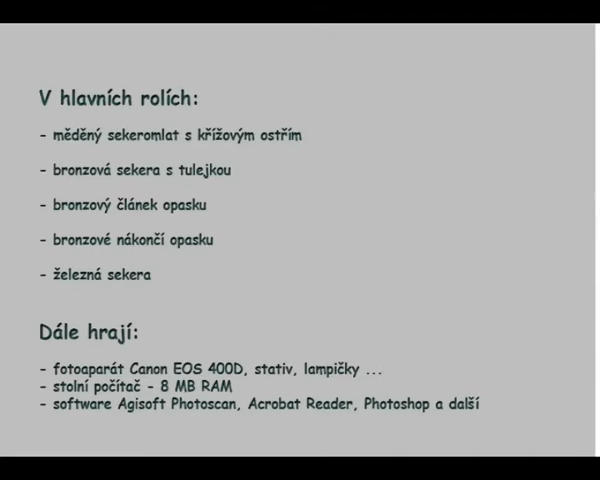 V hlavních rolích:
- měděný sekeromlat s křížovým ostřím
- bronzová sekera s tulejkou
- bronzový článek opasku
- bronzové nákončí opasku
- železná sekera
Dále hrají:
- fotoaparát Canon EOS 400D, stativ, lampičky ...
- stolní počítač - 8 MB RAM
- software Agisoft Photoscan, Acrobat Reader, Photoshop a další